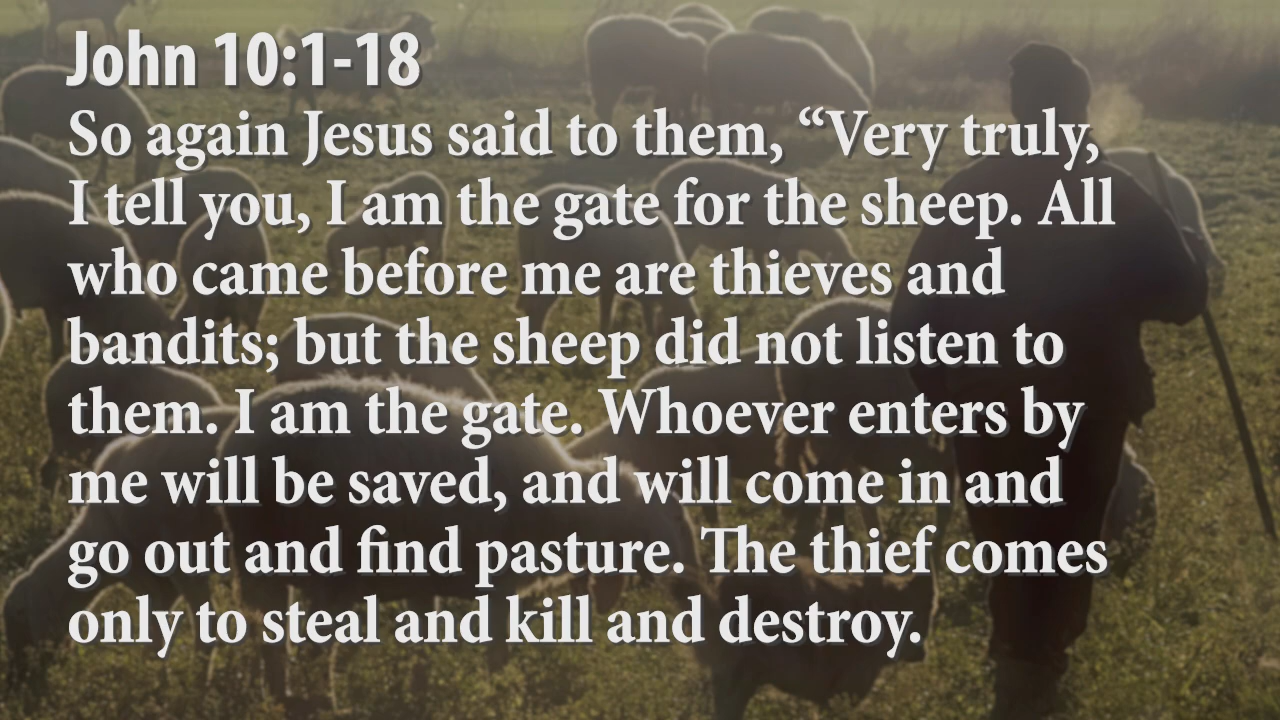 John 10:1-18
So again Jesus said to them, “Very truly,
I tell you, I am the gate for the sheep. All
who came before me are thieves and
bandits; but the sheep did not listen to
them. I am the gate. Whoever enters by
me will be saved, and will come in and
go out and find pasture. The thief comes
only to steal and kill and destroy.